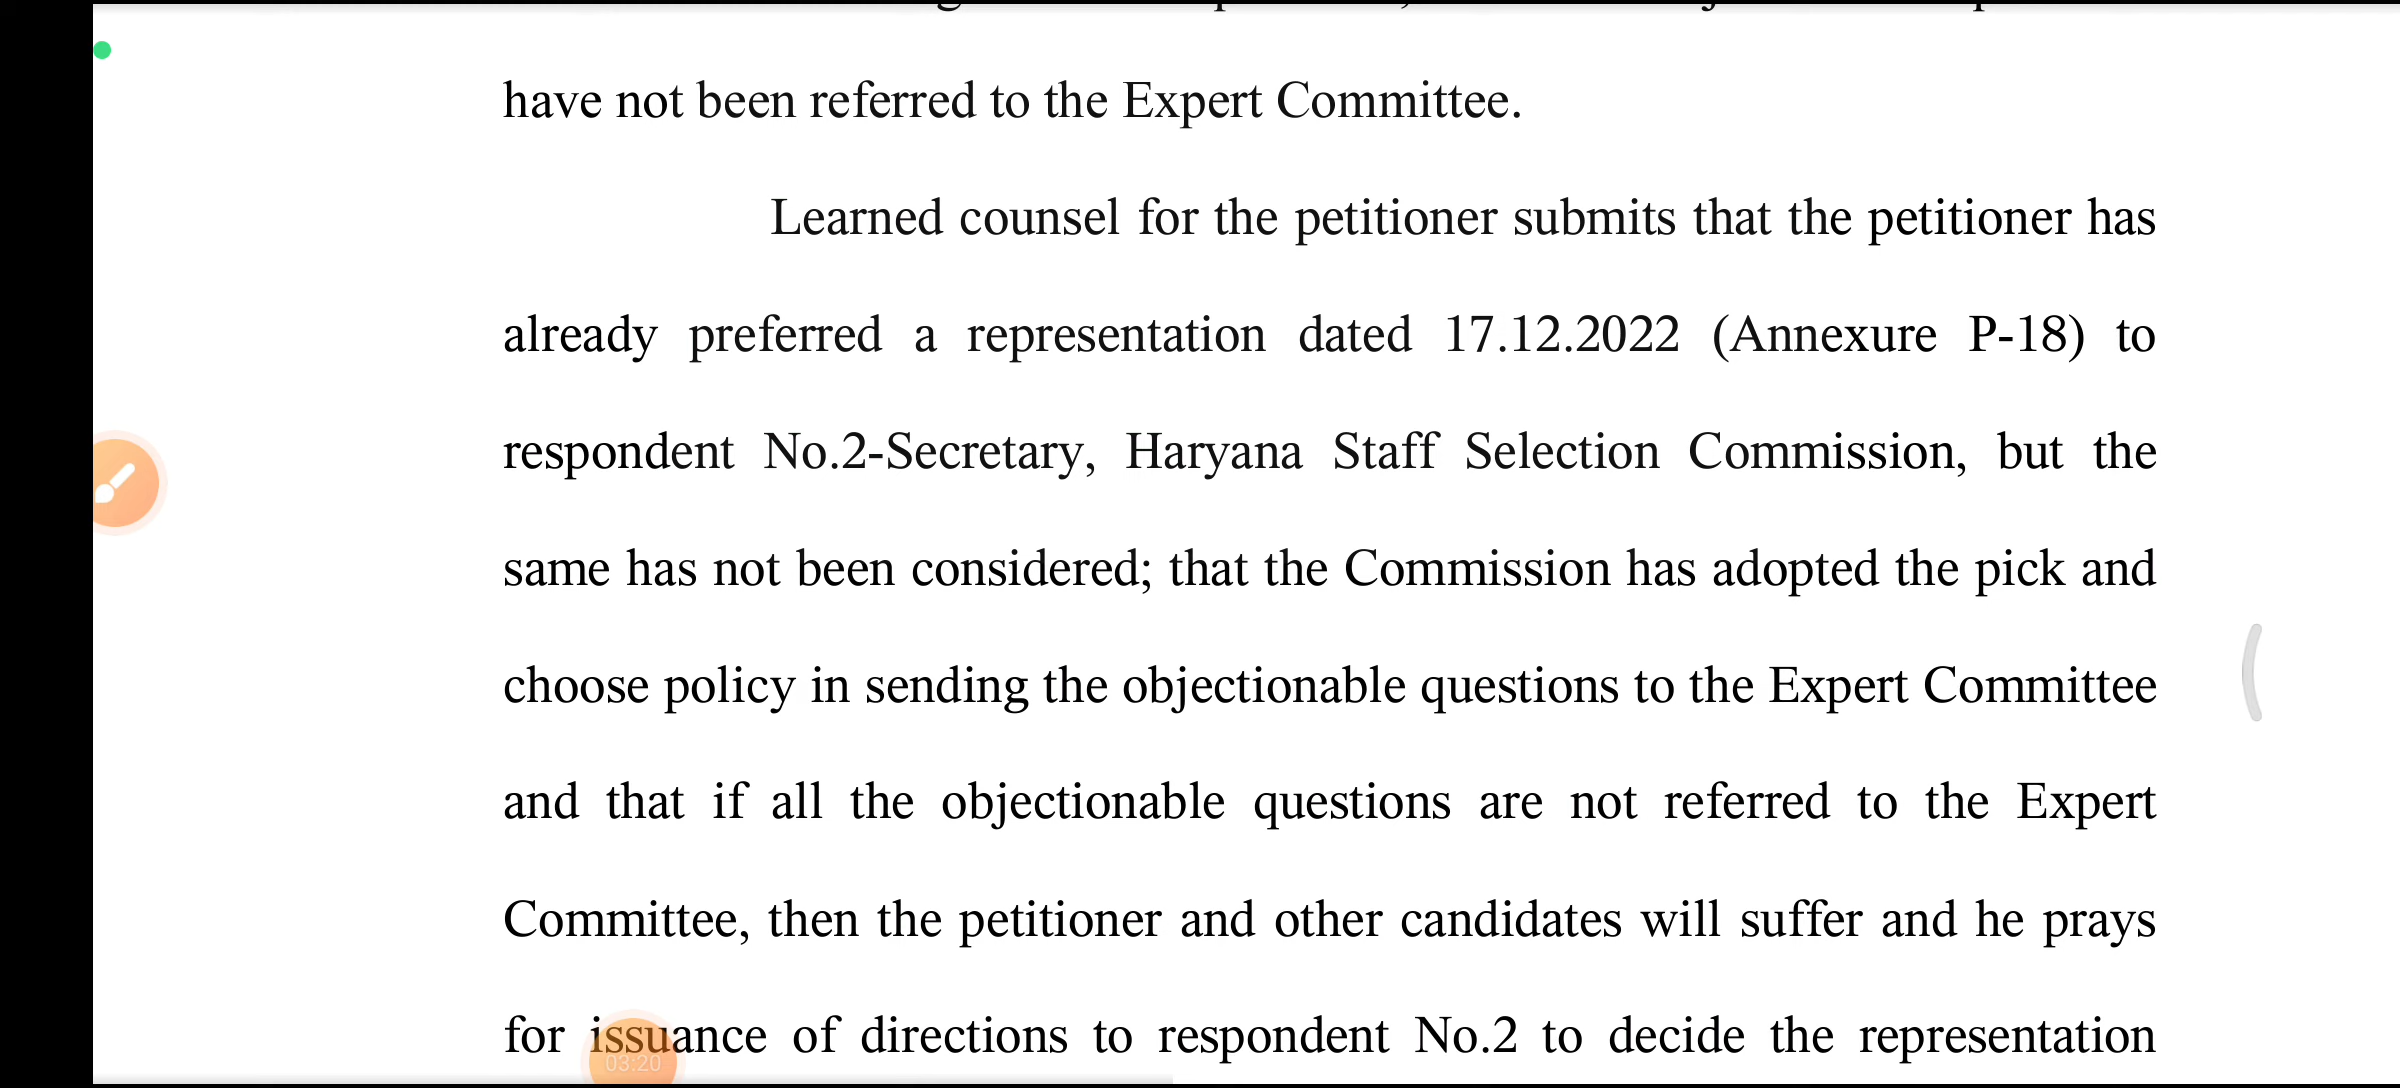 have not been referred to the Expert Committee.
Learned counsel for the petitioner submits that the petitioner has
already preferred a representation dated 17.12.2022 (Annexure P-18) to
respondent No.2-Secretary, Haryana Staff Selection Commission, but the
same has not been considered; that the Commission has adopted the pick and
choose policy in sending the objectionable questions to the Expert Committee
and that if all the objectionable questions are not referred to the Expert
Committee, then the petitioner and other candidates will suffer and he prays
for issuance of directions to respondent No.2 to decide the representation
03:20